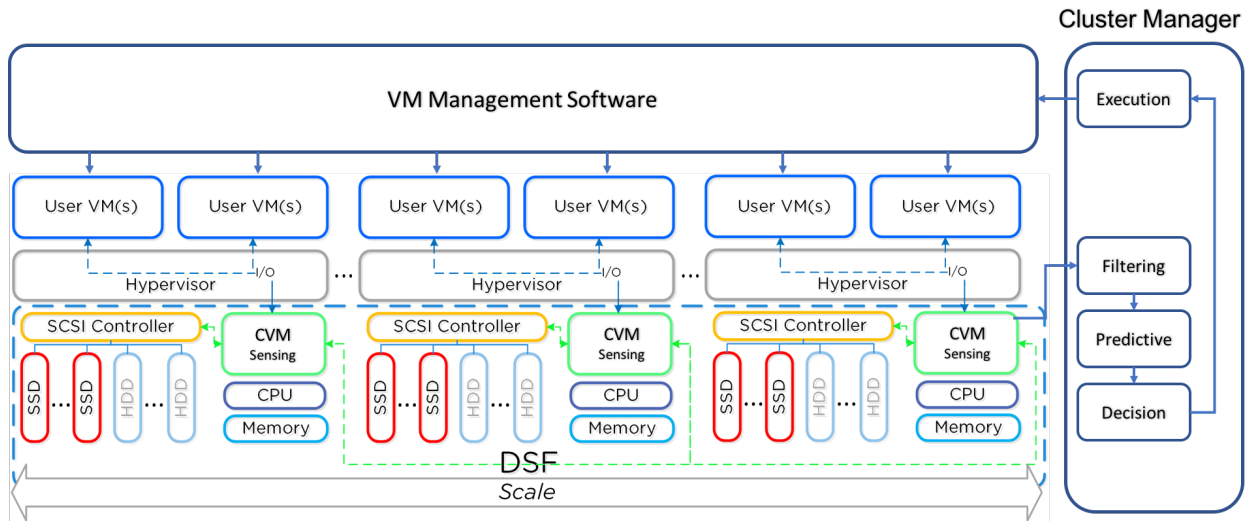 Cluster Manager
VM Management Software
Execution
User VM(s)
User VM(s)
User VM(s)
User VM(s)
User VM(s)
User VM(s)
I/O
Hypervisor
...
I/O
Hypervisor
...
I/O
Hypervisor
Filtering
SCSI Controller
CVM
Sensing
SCSI Controller
CVM
Sensing
SCSI Controller
CVM
Sensing
Predictive
SSD
...
SSD
HDD
...
HDD
CPU
Memory
SSD
...
SSD
HDD
...
HDD
CPU
Memory
SSD
...
SSD
HDD
...
HDD
CPU
Memory
Decision
DSF
Scale